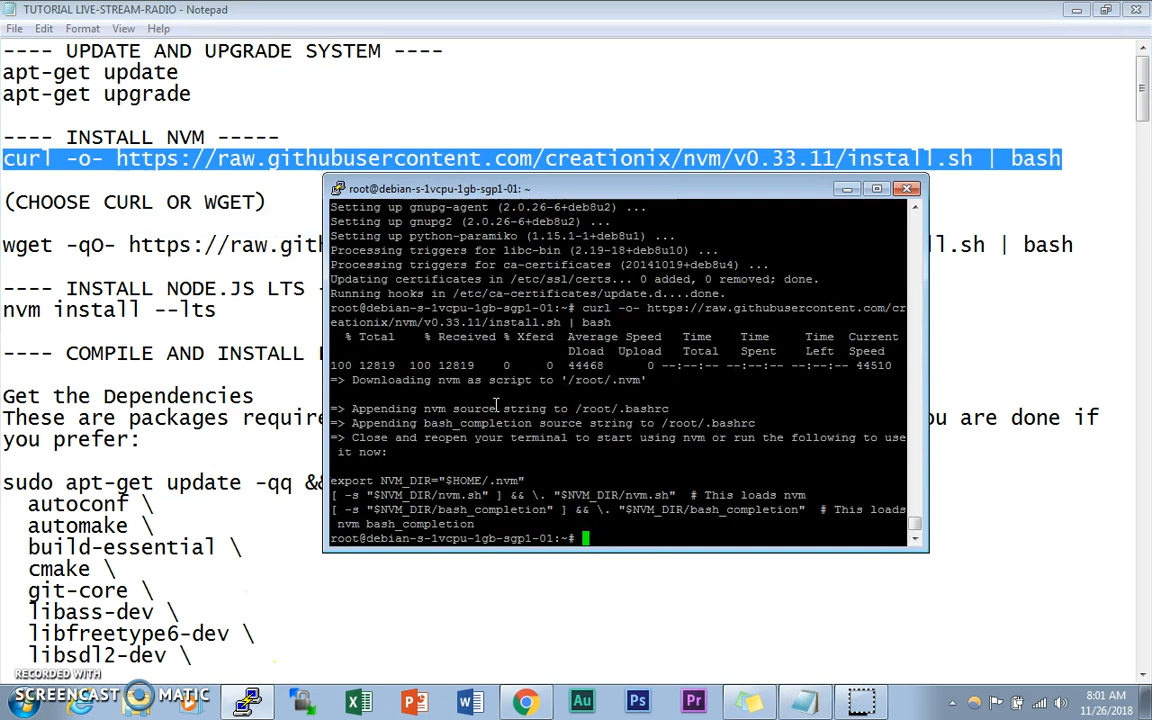 TUTORIAL LIVE-STREAM-RADIO - Notepad
File Edit Format View Help
---- UPDATE AND UPGRADE SYSTEM ----
apt-get update
apt-get upgrade
---- INSTALL NVM -----
curl -o- https://raw.githubusercontent.com/creationix/nvm/v0.33.11/install.sh | bash
(CHOOSE CURL OR WGET)
wget -qO- https://raw.gith
ll.sh | bash
---- INSTALL NODE.JS LTS -
nvm install --lts
---- COMPILE AND INSTALL
Get the Dependencies
These are packages require
ou are done if
you prefer:
sudo apt-get update -qq &&
autoconf \
automake \
build-essential \
cmake \
git-core \
libass-dev \
libfreetype6-dev \
libsdl2-dev \
root@debian-s-1vcpu-1gb-sgp1-01: ~
Setting up gnupg-agent (2.0.26-6+deb8u2) ...
Setting up gnupg2 (2.0.26-6+deb8u2) ...
Setting up python-paramiko (1.15.1-1+deb8u1) ...
Processing triggers for libc-bin (2.19-18+deb8u10) ...
Processing triggers for ca-certificates (20141019+deb8u4) ...
Updating certificates in /etc/ssl/certs... 0 added, 0 removed; done.
Running hooks in /etc/ca-certificates/update.d....done.
root@debian-s-1vcpu-1gb-sgp1-01:~# curl -o- https://raw.githubusercontent.com/cr
eationix/nvm/v0.33.11/install.sh | bash
% Total % Received % Xferd Average Speed Time Time Time Current
Dload Upload Total Spent Left Speed
100 12819 100 12819 0 0 44468 0 --:--:-- --:--:-- --:--:-- 44510
=> Downloading nvm as script to '/root/.nvm'
=> Appending nvm source string to /root/.bashrc
=> Appending bash_completion source string to /root/.bashrc
=> Close and reopen your terminal to start using nvm or run the following to use
it now:
export NVM_DIR="$HOME/.nvm"
[ -s "$NVM_DIR/nvm.sh" ] && \. "$NVM_DIR/nvm.sh" # This loads nvm
[ -s "$NVM_DIR/bash_completion" ] && \. "$NVM_DIR/bash_completion" # This loads
nvm bash_completion
root@debian-s-1vcpu-1gb-sgp1-01:~#
RECORDED WITH
SCREENCAST MATIC
Au
Ps
Pr
8:01 AM
11/26/2018